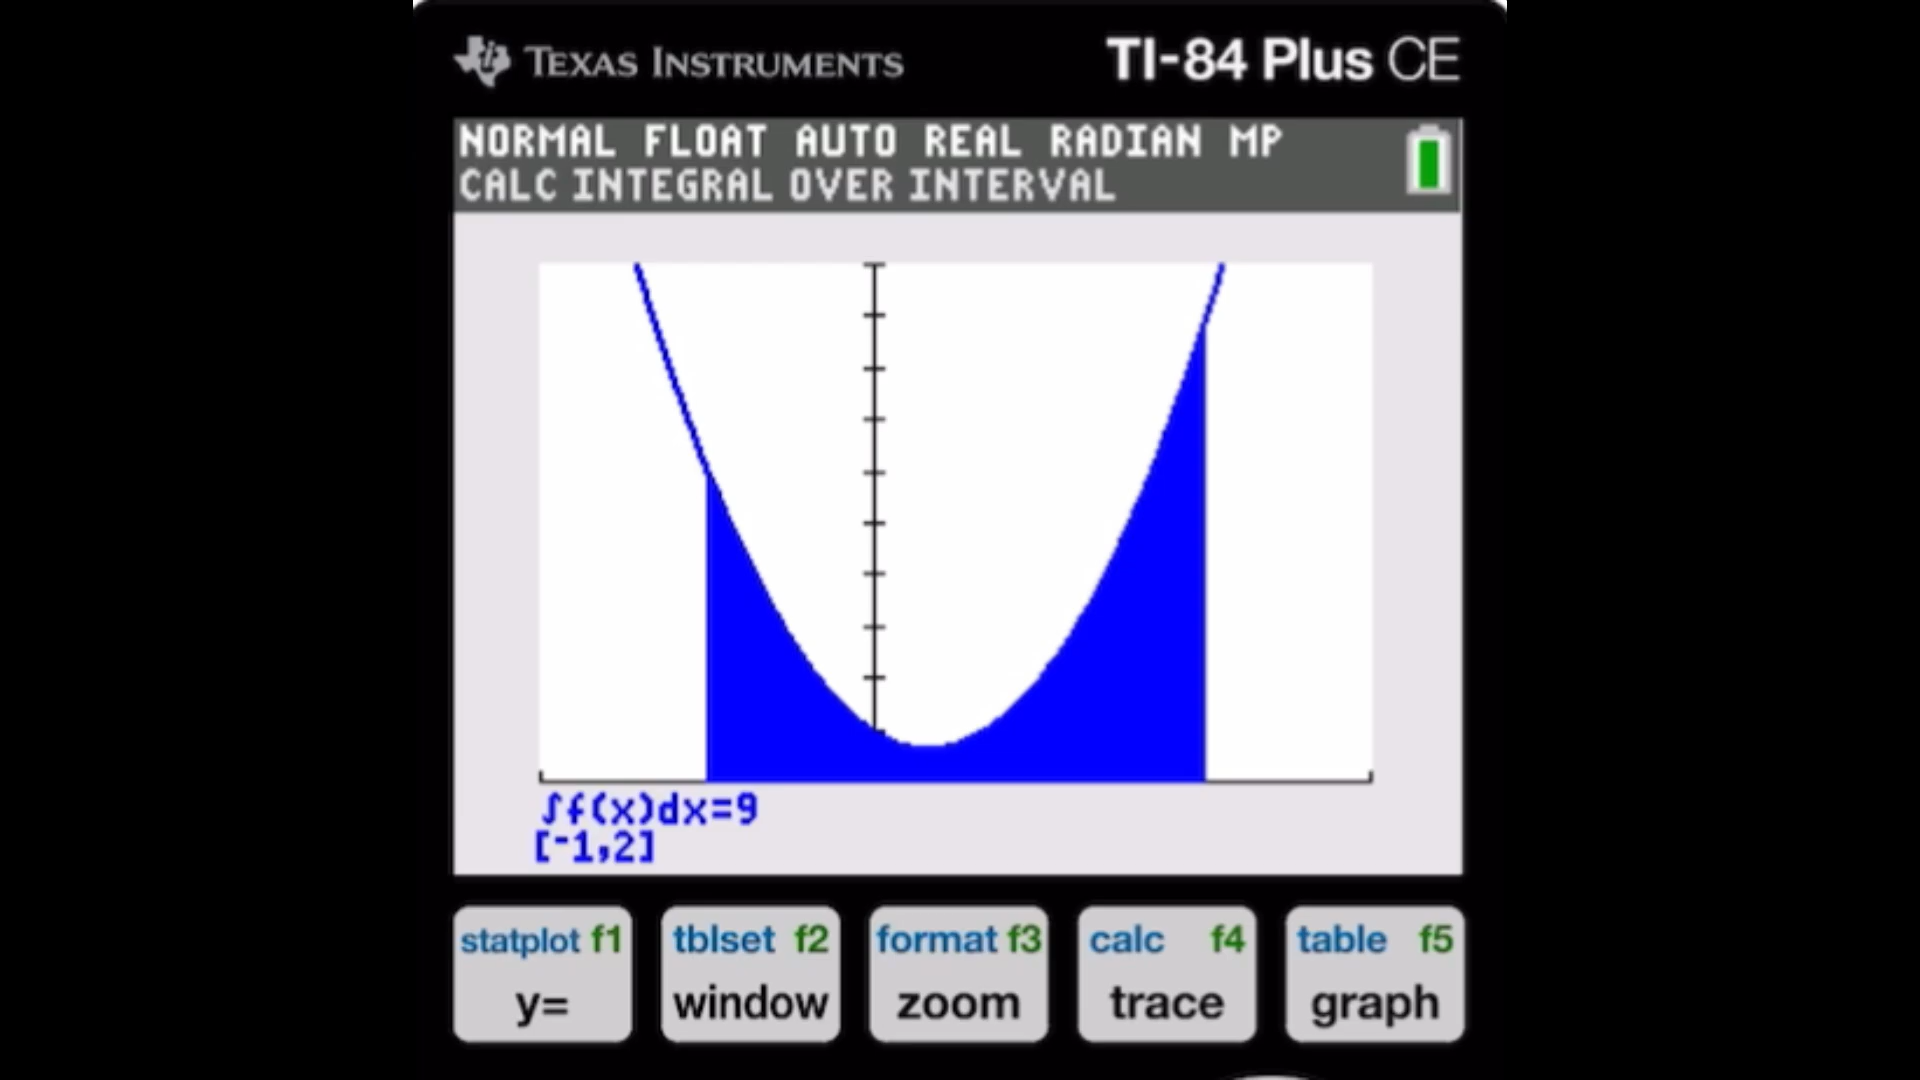 TEXAS INSTRUMENTS TI-84 Plus CE
NORMAL FLOAT AUTO REAL RADIAN MP
CALC INTEGRAL OVER INTERVAL
∫f(x)dx=9
[-1,2]
statplot f1 tblset f2 format f3 calc f4 table f5
y= window zoom trace graph